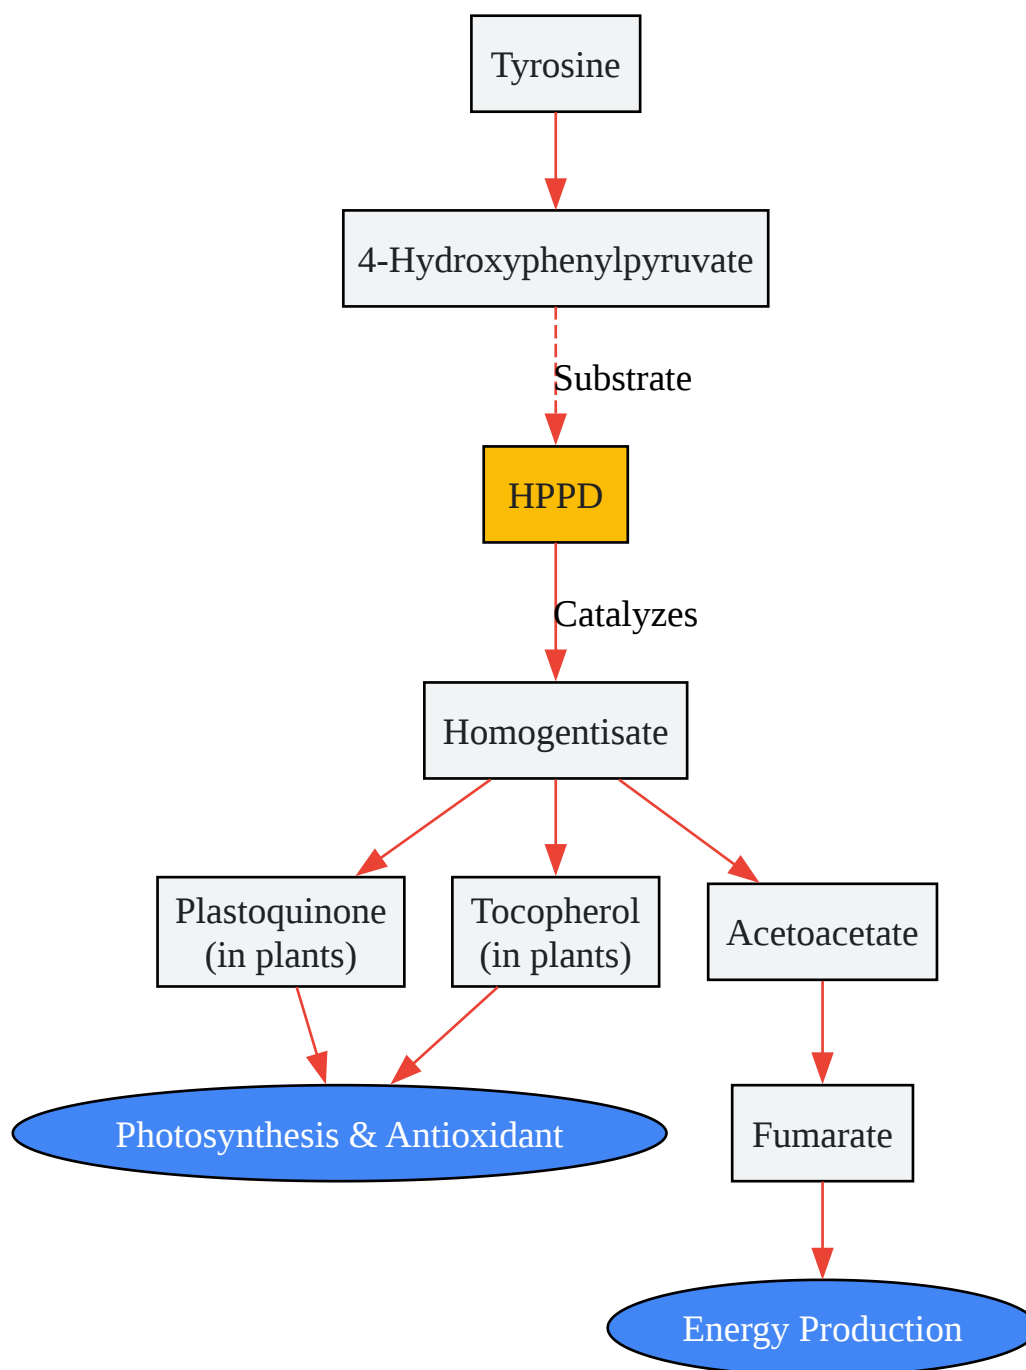 Tyrosine
4-Hydroxyphenylpyruvate
Substrate
HPPD
Catalyzes
Homogentisate
Plastoquinone
(in plants)
Tocopherol
(in plants)
Acetoacetate
Photosynthesis & Antioxidant
Fumarate
Energy Production